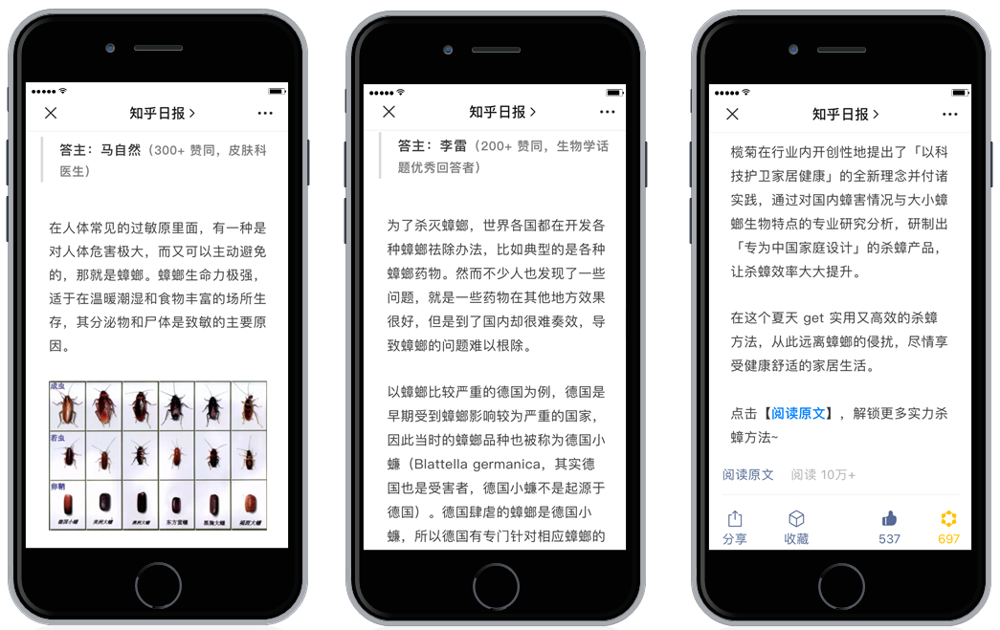 知乎日报 >
答主：马自然（300+ 赞同，皮肤科
医生）
在人体常见的过敏原里面，有一种是
对人体危害极大，而又可以主动避免
的，那就是蟑螂。蟑螂生命力极强，
适于在温暖潮湿和食物丰富的场所生
存，其分泌物和尸体是致敏的主要原
因。
成虫
若虫
卵鞘
德国小蠊 美洲大蠊 澳洲大蠊 东方蜚蠊 黑胸大蠊 褐斑大蠊
知乎日报 >
答主：李雷（200+ 赞同，生物学话
题优秀回答者）
为了杀灭蟑螂，世界各国都在开发各
种蟑螂祛除办法，比如典型的是各种
蟑螂药物。然而不少人也发现了一些
问题，就是一些药物在其他地方效果
很好，但是到了国内却很难奏效，导
致蟑螂的问题难以根除。
以蟑螂比较严重的德国为例，德国是
早期受到蟑螂影响较为严重的国家，
因此当时的蟑螂品种也被称为德国小
蠊（Blattella germanica，其实德
国也是受害者，德国小蠊不是起源于
德国）。德国肆虐的蟑螂是德国小
蠊，所以德国有专门针对相应蟑螂的
知乎日报 >
榄菊在行业内开创性地提出了「以科
技护卫家居健康」的全新理念并付诸
实践，通过对国内蟑害情况与大小蟑
螂生物特点的专业研究分析，研制出
「专为中国家庭设计」的杀蟑产品，
让杀蟑效率大大提升。
在这个夏天 get 实用又高效的杀蟑
方法，从此远离蟑螂的侵扰，尽情享
受健康舒适的家居生活。
点击【阅读原文】，解锁更多实力杀
蟑方法~
阅读原文 阅读 10万+
分享 收藏 537 697